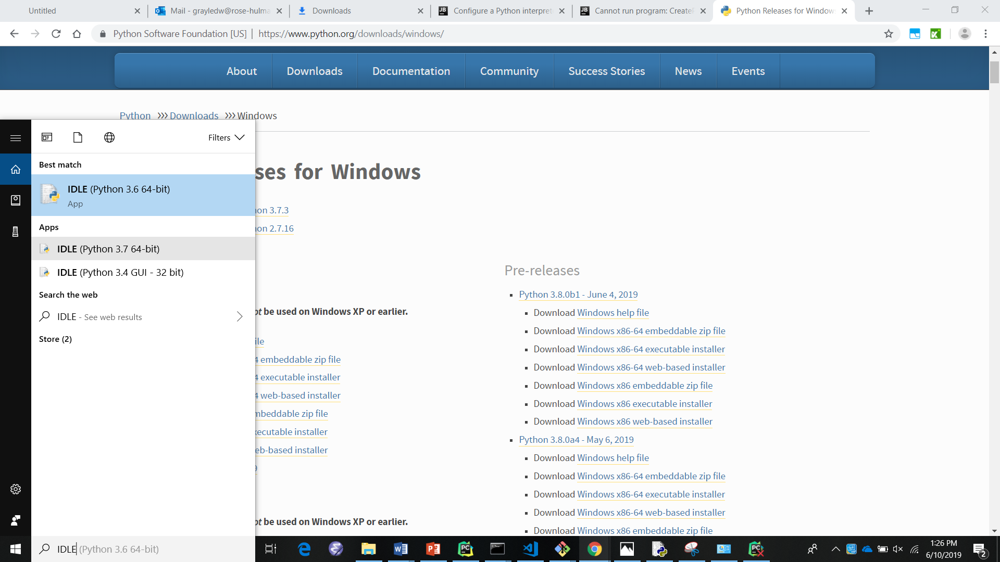 Untitled
Mail - grayledw@rose-hulma
Downloads
Configure a Python interpret
Cannot run program: CreateP
Python Releases for Window
Python Software Foundation [US] | https://www.python.org/downloads/windows/
About
Downloads
Documentation
Community
Success Stories
News
Events
Python >>> Downloads >>> Windows
Filters
Best match
IDLE (Python 3.6 64-bit)
App
Apps
IDLE (Python 3.7 64-bit)
IDLE (Python 3.4 GUI - 32 bit)
Search the web
IDLE - See web results
Store (2)
IDLE (Python 3.6 64-bit)
ses for Windows
on 3.7.3
on 2.7.16
ot be used on Windows XP or earlier.
ile
4 embeddable zip file
4 executable installer
4 web-based installer
mbeddable zip file
xecutable installer
eb-based installer
9
ot be used on Windows XP or earlier.
Pre-releases
Python 3.8.0b1 - June 4, 2019
Download Windows help file
Download Windows x86-64 embeddable zip file
Download Windows x86-64 executable installer
Download Windows x86-64 web-based installer
Download Windows x86 embeddable zip file
Download Windows x86 executable installer
Download Windows x86 web-based installer
Python 3.8.0a4 - May 6, 2019
Download Windows help file
Download Windows x86-64 embeddable zip file
Download Windows x86-64 executable installer
Download Windows x86-64 web-based installer
Download Windows x86 embeddable zip file
1:26 PM
6/10/2019
2